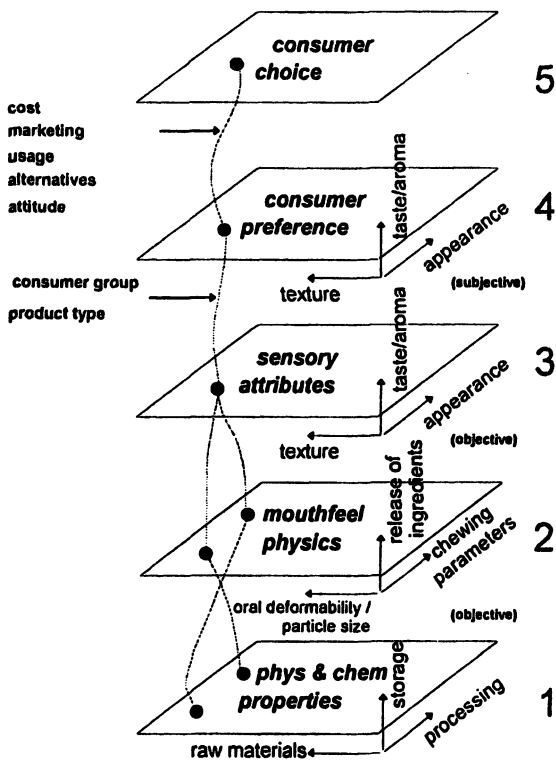 consumer
choice
5
cost
marketing
usage
alternatives
attitude
consumer
preference
taste/aroma
appearance
texture
(subjective)
4
consumer group
product type
sensory
attributes
taste/aroma
appearance
texture
(objective)
3
mouthfeel
physics
release of
ingredients
chewing
parameters
oral deformability /
particle size
(objective)
2
phys & chem
properties
storage
processing
raw materials
1